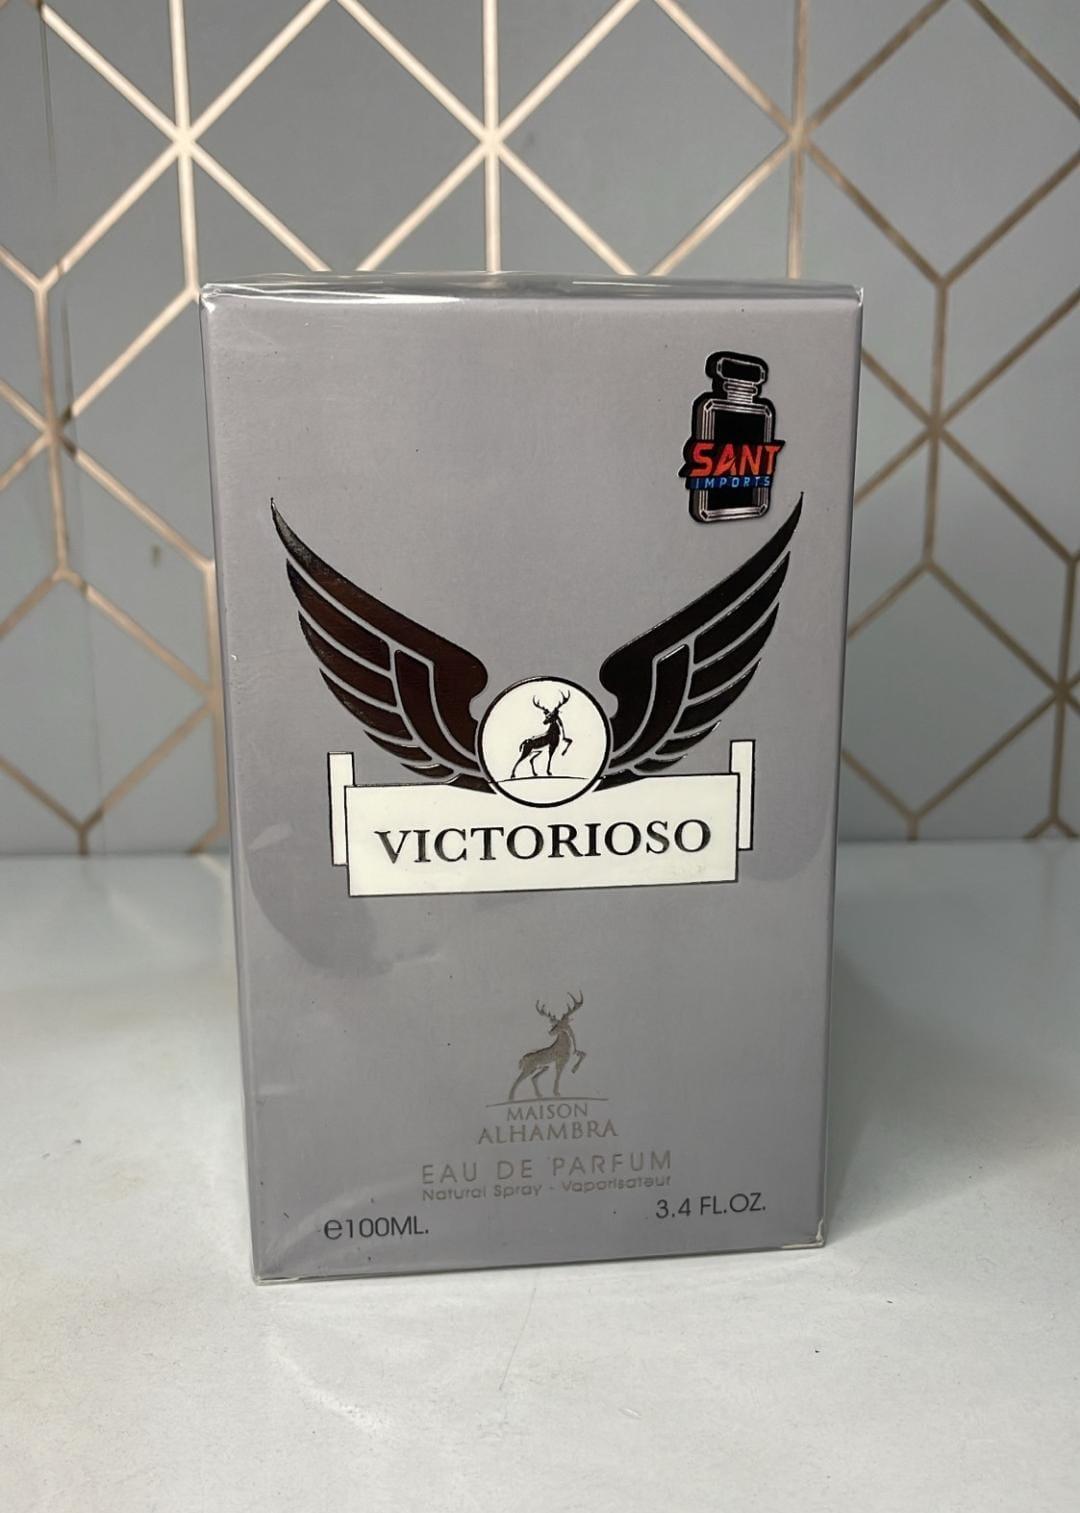 SANT
IMPORTS
VICTORIOSO
MAISON
ALHAMBRA
EAU DE PARFUM
Natural Spray - Vaporisateur
℮100ML.
3.4 FL.OZ.